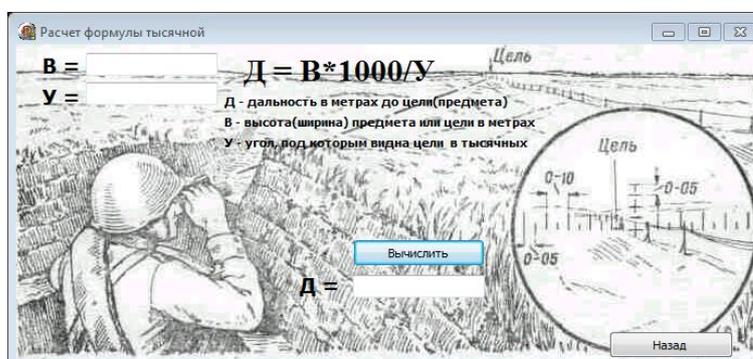 Расчет формулы тысячной
В =
Д = В*1000/У
Цель
У =
Д - дальность в метрах до цели(предмета)
В - высота(ширина) предмета или цели в метрах
У - угол, под которым видна цели в тысячных
Цель
0-10
0-05
0-05
Вычислить
Д =
Назад